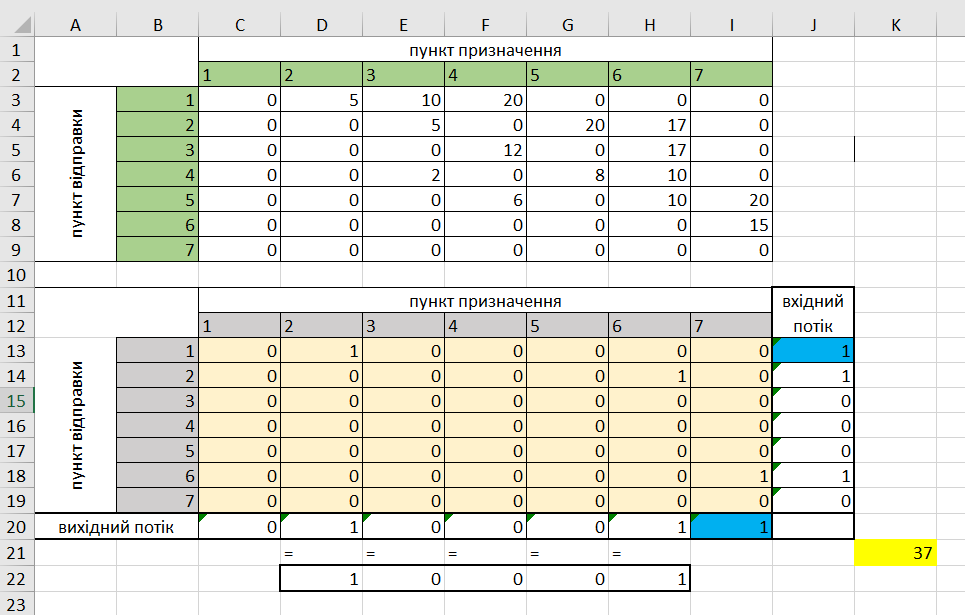 A B C D E F G H I J K
1 пункт призначення
2 1 2 3 4 5 6 7
пункт відправки
3 1 0 5 10 20 0 0 0
4 2 0 0 5 0 20 17 0
5 3 0 0 0 12 0 17 0
6 4 0 0 2 0 8 10 0
7 5 0 0 0 6 0 10 20
8 6 0 0 0 0 0 0 15
9 7 0 0 0 0 0 0 0
10
11 пункт призначення вхідний
12 1 2 3 4 5 6 7 потік
пункт відправки
13 1 0 1 0 0 0 0 0 1
14 2 0 0 0 0 0 1 0 1
15 3 0 0 0 0 0 0 0 0
16 4 0 0 0 0 0 0 0 0
17 5 0 0 0 0 0 0 0 0
18 6 0 0 0 0 0 0 1 1
19 7 0 0 0 0 0 0 0 0
20 вихідний потік 0 1 0 0 0 1 1
21 = = = = = 37
22 1 0 0 0 1
23